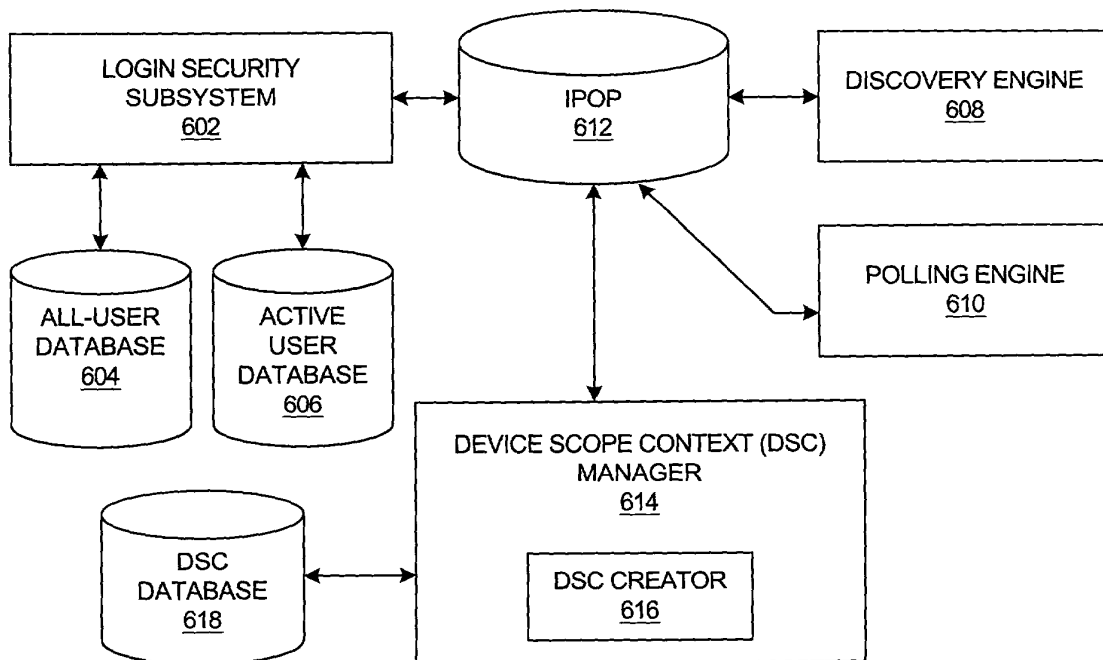 LOGIN SECURITY
SUBSYSTEM
602
IPOP
612
DISCOVERY ENGINE
608
POLLING ENGINE
610
ALL-USER
DATABASE
604
ACTIVE
USER
DATABASE
606
DEVICE SCOPE CONTEXT (DSC)
MANAGER
614
DSC
DATABASE
618
DSC CREATOR
616